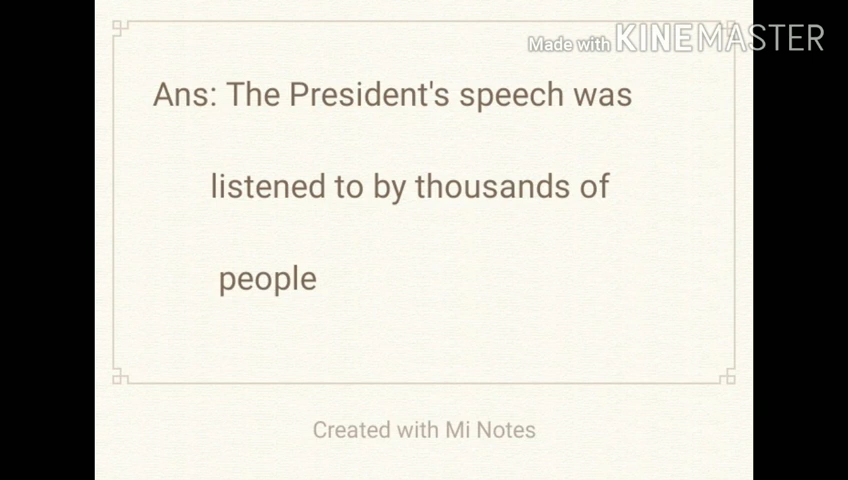 Made with KINEMASTER
Ans: The President's speech was
listened to by thousands of
people
Created with Mi Notes